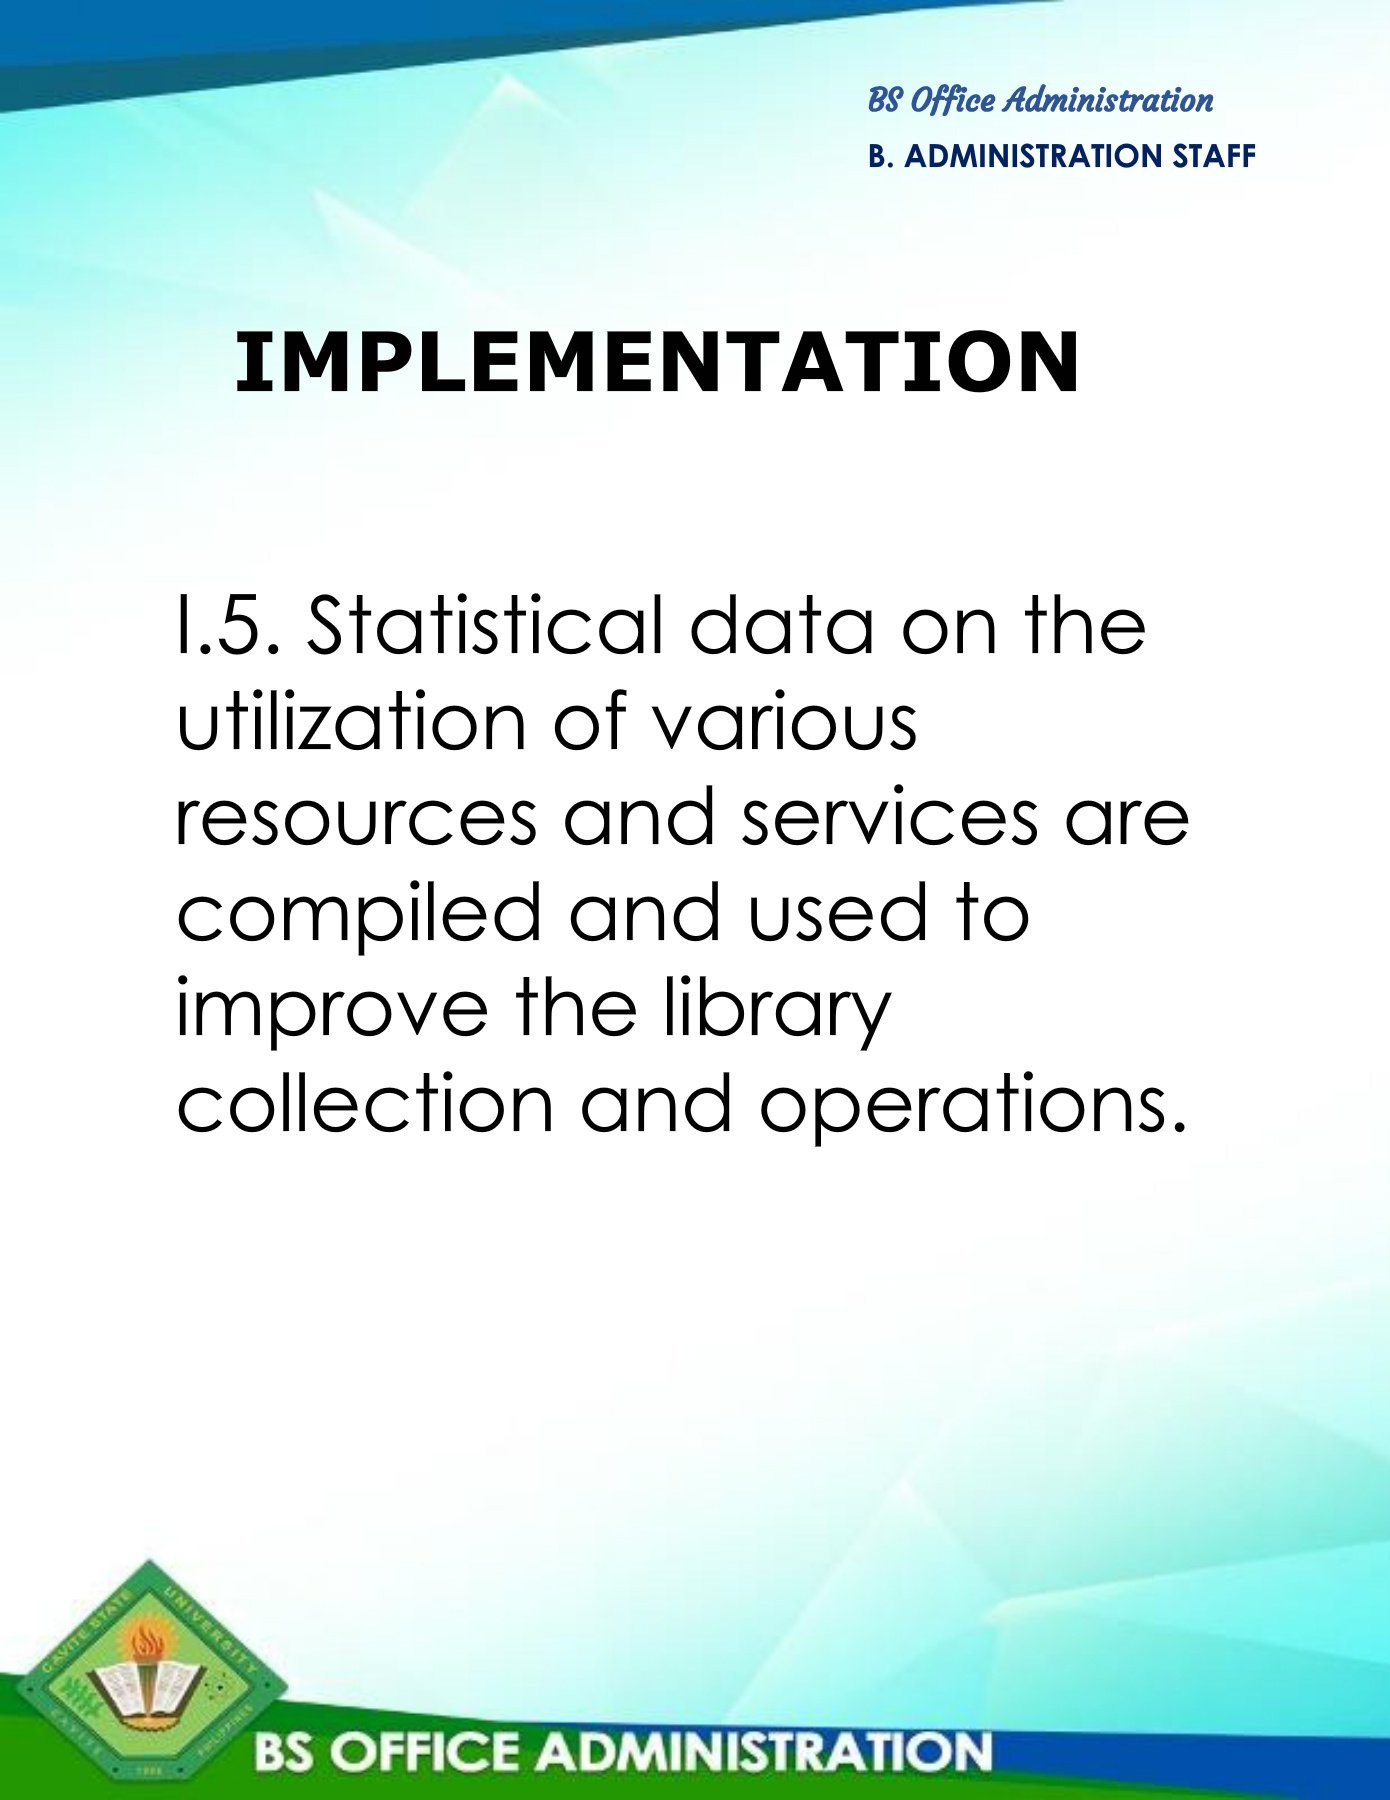 BS Office Administration
B. ADMINISTRATION STAFF
IMPLEMENTATION
I.5. Statistical data on the
utilization of various
resources and services are
compiled and used to
improve the library
collection and operations.
CAVITE STATE UNIVERSITY
CAVITE
PHILIPPINES
BS OFFICE ADMINISTRATION